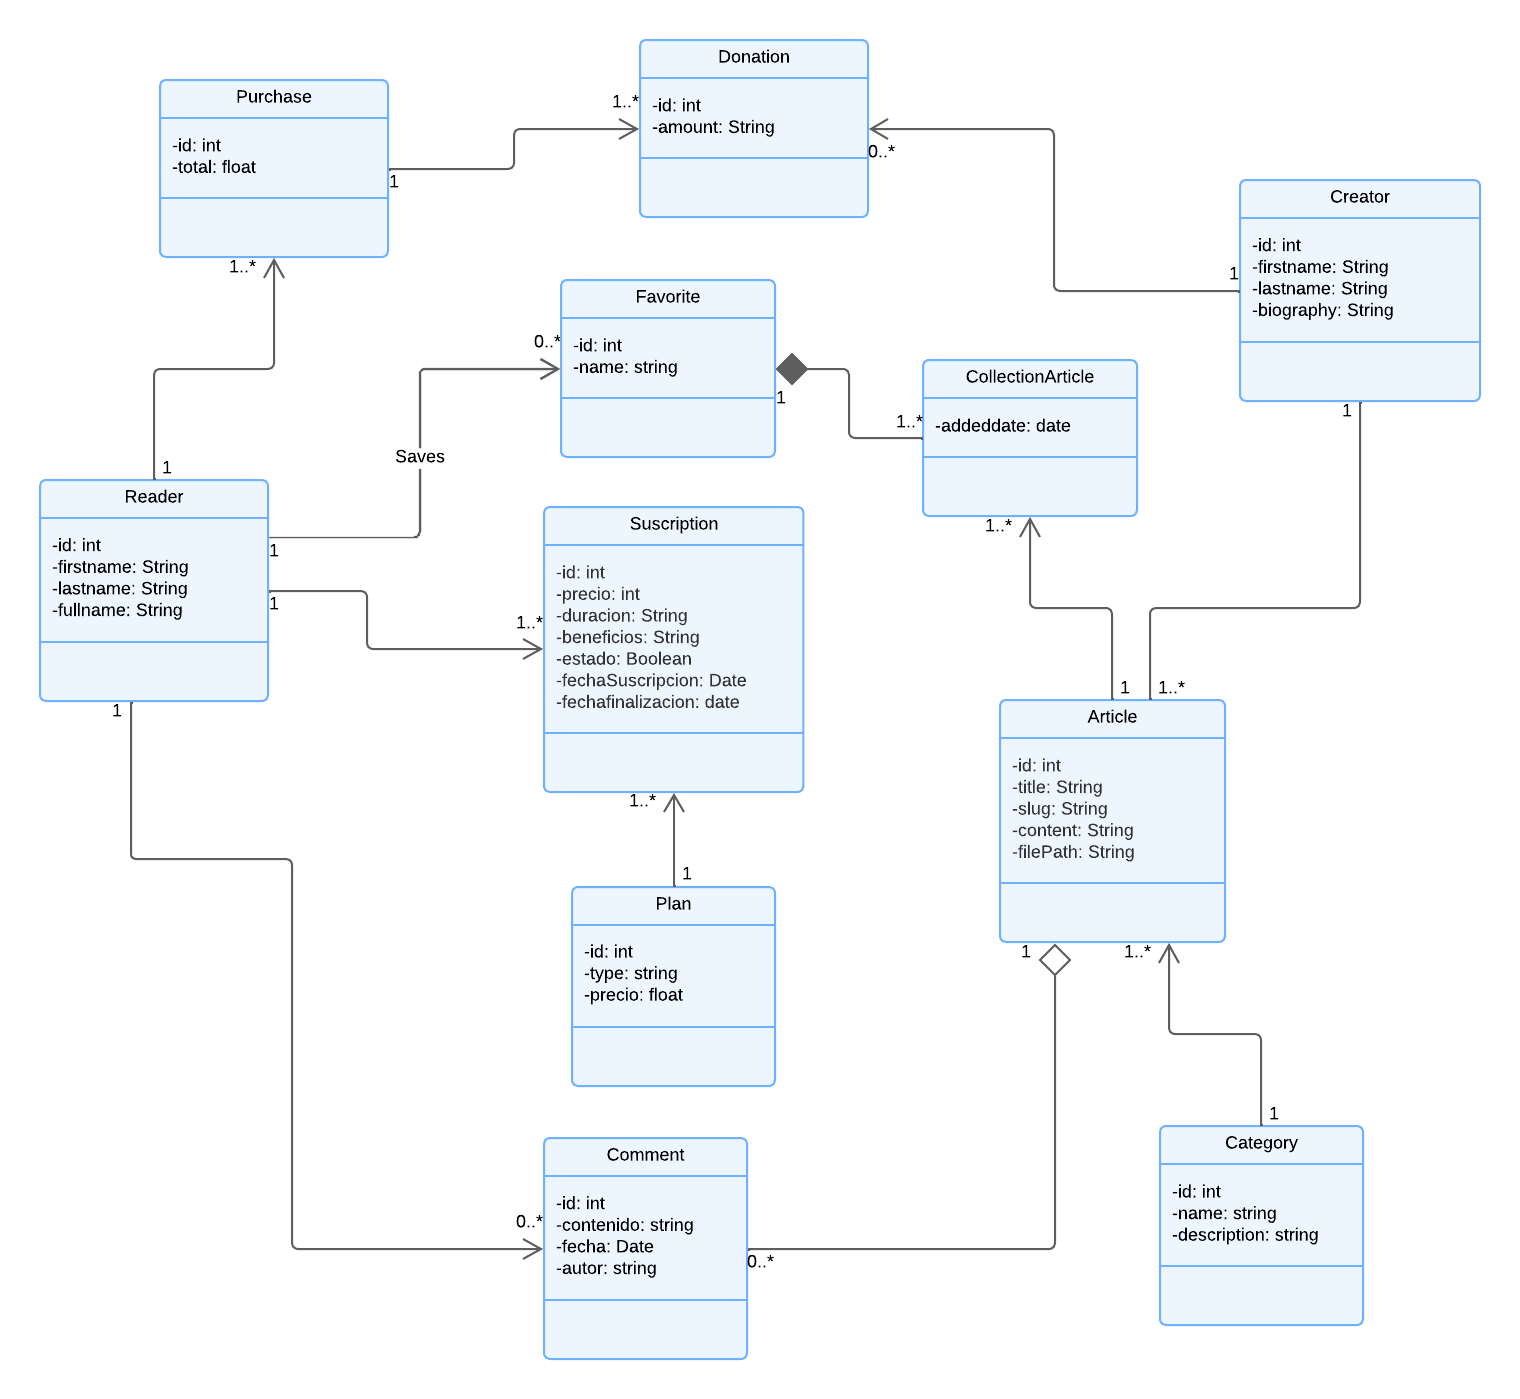 Donation
-id: int
-amount: String
Purchase
-id: int
-total: float
1..*
1
0..*
Creator
-id: int
-firstname: String
-lastname: String
-biography: String
1
1
1..*
Favorite
-id: int
-name: string
0..*
1
CollectionArticle
-addeddate: date
1..*
1..*
Saves
1
Reader
-id: int
-firstname: String
-lastname: String
-fullname: String
1
1
1
Suscription
-id: int
-precio: int
-duracion: String
-beneficios: String
-estado: Boolean
-fechaSuscripcion: Date
-fechafinalizacion: date
1..*
1..*
1
Plan
-id: int
-type: string
-precio: float
1
1..*
Article
-id: int
-title: String
-slug: String
-content: String
-filePath: String
1
1..*
1
Category
-id: int
-name: string
-description: string
Comment
-id: int
-contenido: string
-fecha: Date
-autor: string
0..*
0..*